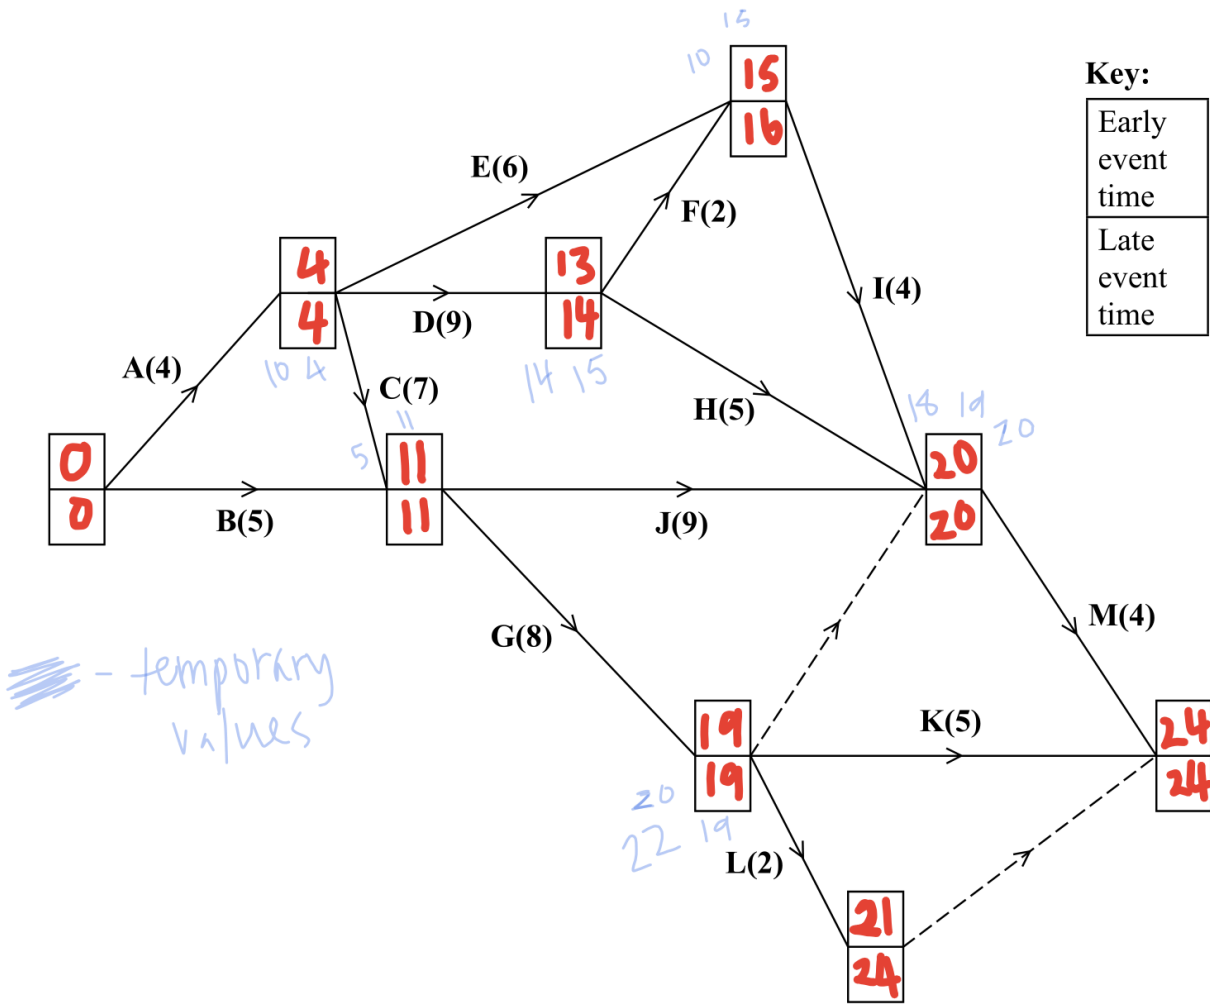 15
10
15
16
Key:
Early
event
time
Late
event
time
E(6)
F(2)
4
4
13
14
I(4)
D(9)
A(4)
10 4
C(7)
14 15
H(5)
18 19
20
11
5
0
0
11
11
20
20
B(5)
J(9)
G(8)
M(4)
- temporary
values
19
19
K(5)
24
24
20
22 19
L(2)
21
24